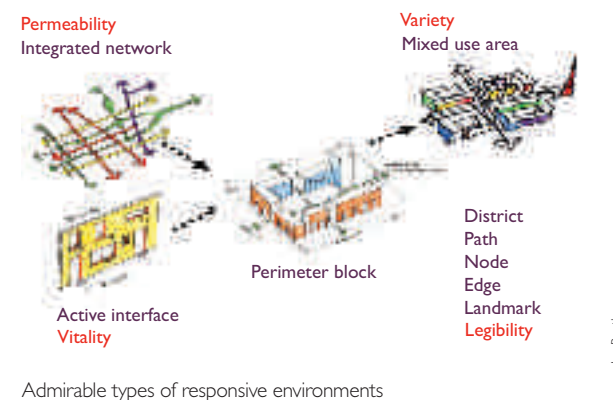 Permeability
Integrated network
Variety
Mixed use area
Perimeter block
District
Path
Node
Edge
Landmark
Legibility
Active interface
Vitality
Admirable types of responsive environments